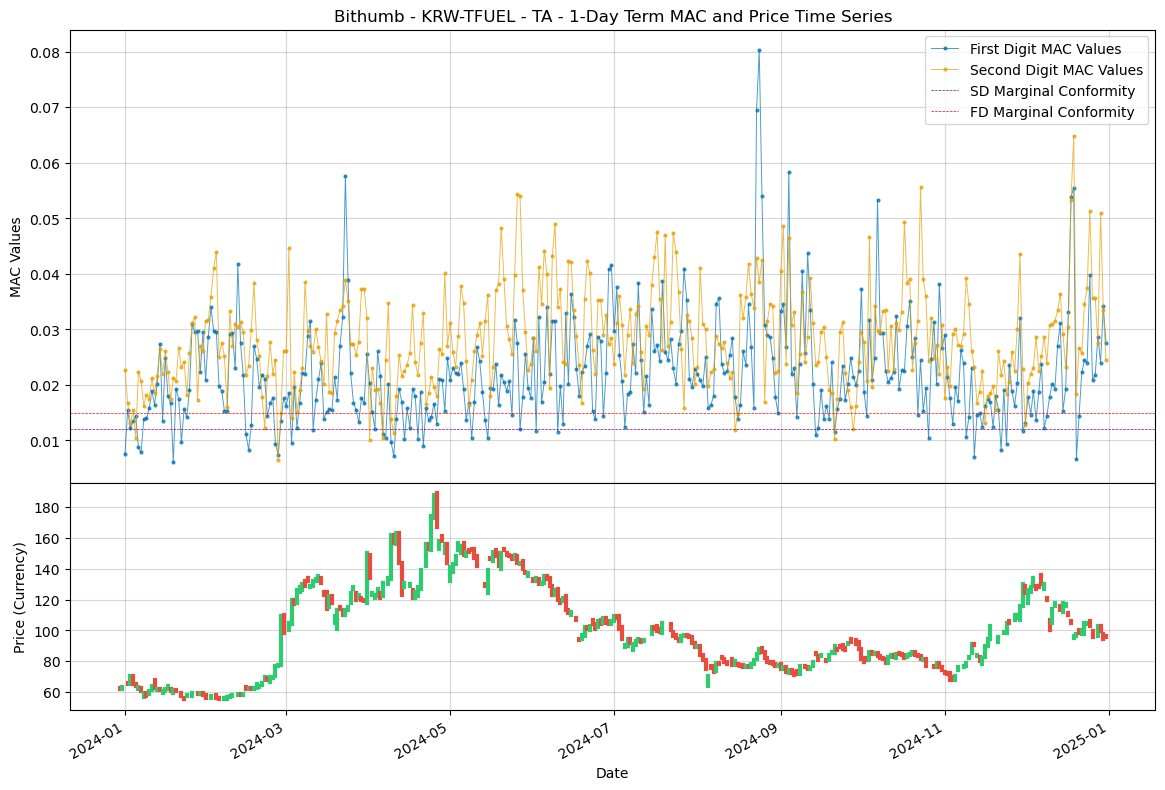 Bithumb - KRW-TFUEL - TA - 1-Day Term MAC and Price Time Series
First Digit MAC Values
Second Digit MAC Values
SD Marginal Conformity
FD Marginal Conformity
MAC Values
0.08
0.07
0.06
0.05
0.04
0.03
0.02
0.01
Price (Currency)
180
160
140
120
100
80
60
2024-01
2024-03
2024-05
2024-07
2024-09
2024-11
2025-01
Date